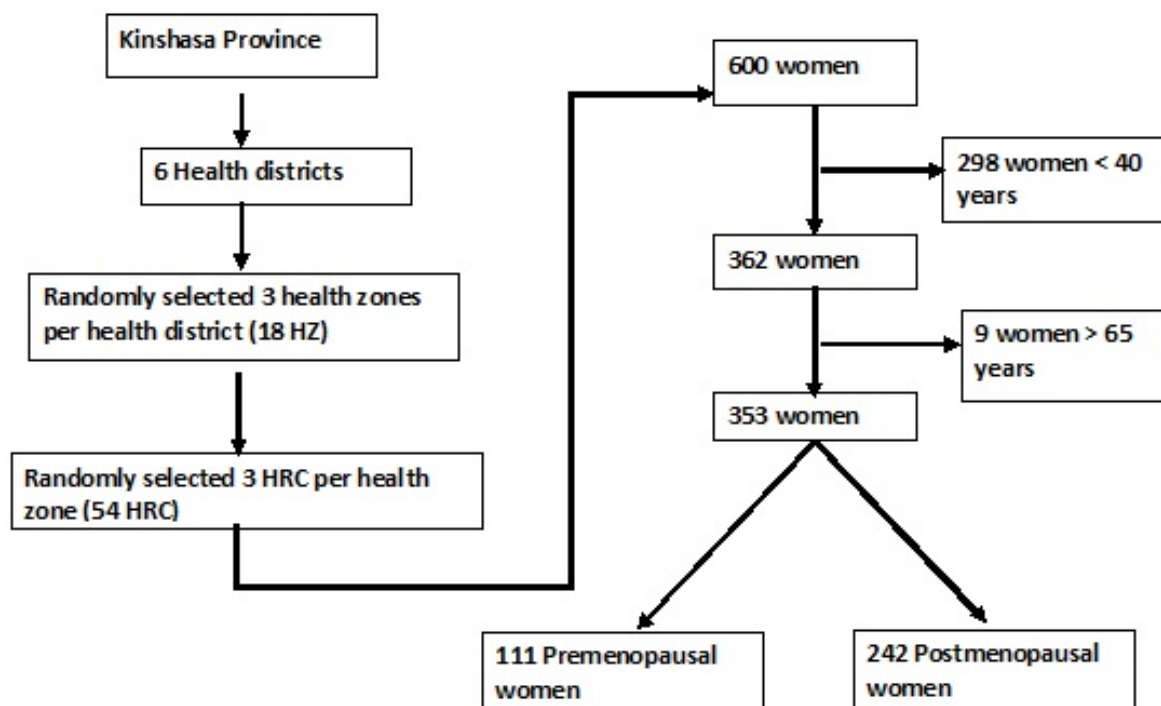 Kinshasa Province
6 Health districts
Randomly selected 3 health zones
per health district (18 HZ)
Randomly selected 3 HRC per health
zone (54 HRC)
600 women
298 women < 40
years
362 women
9 women > 65
years
353 women
111 Premenopausal
women
242 Postmenopausal
women